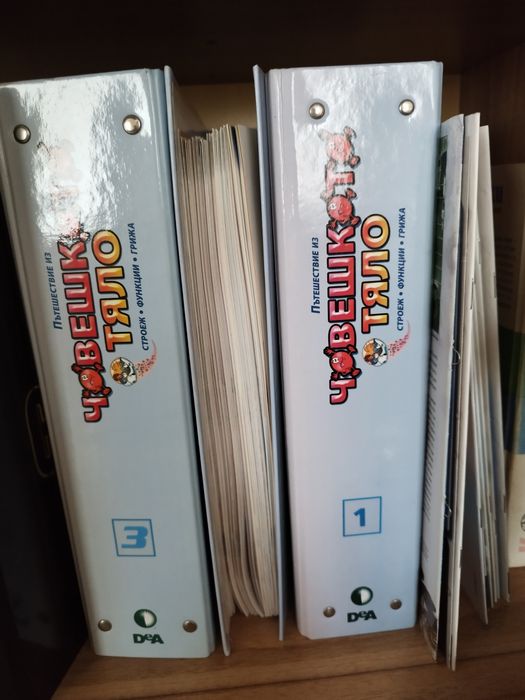 Пътешествие из
ЧОВЕШКОТО
ТЯЛО
СТРОЕЖ • ФУНКЦИИ • ГРИЖА
3
DeA
Пътешествие из
ЧОВЕШКОТО
ТЯЛО
СТРОЕЖ • ФУНКЦИИ • ГРИЖА
1
DeA